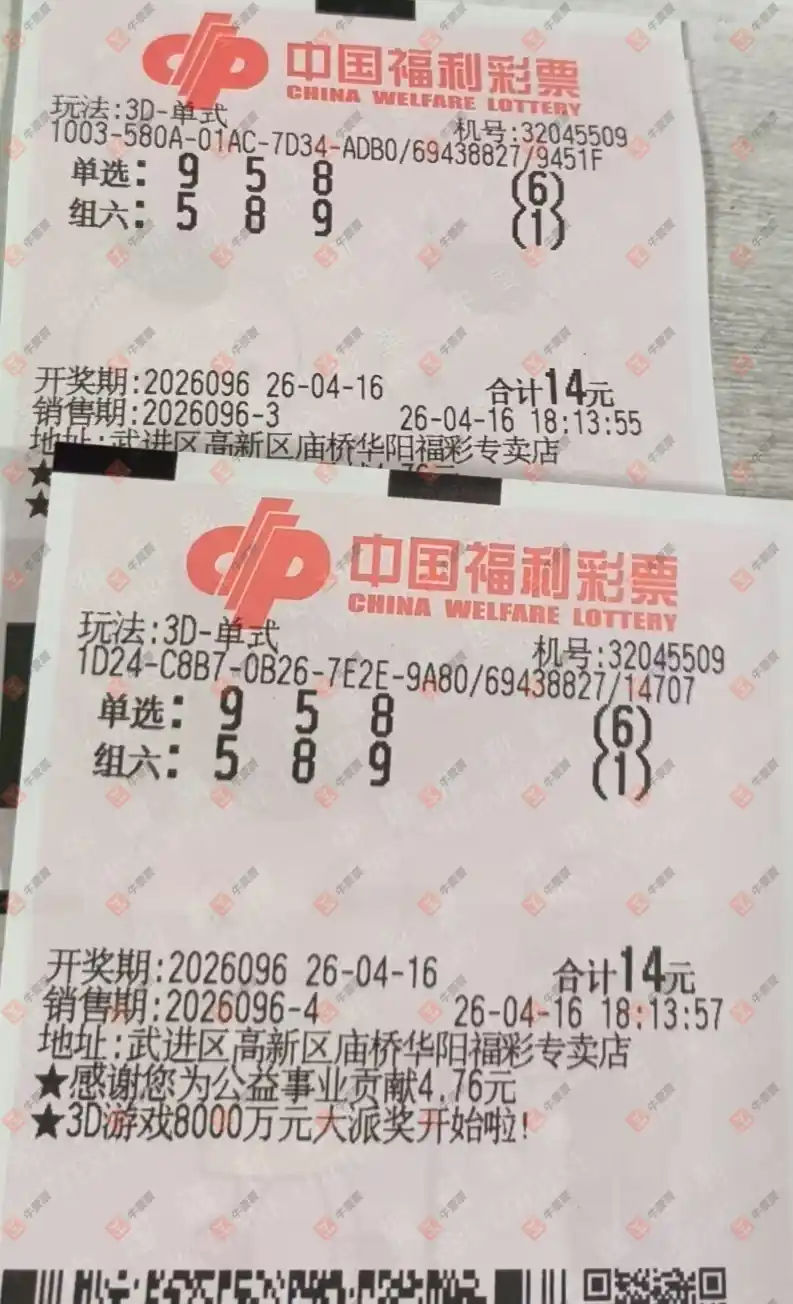 中国福利彩票
CHINA WELFARE LOTTERY
玩法:3D-单式
机号:32045509
1003-580A-01AC-7D34-ADB0/69438827/9451F
单选: 9 5 8 (6)
组六: 5 8 9 (1)
开奖期:2026096 26-04-16 合计14元
销售期:2026096-3 26-04-16 18:13:55
地址:武进区高新区庙桥华阳福彩专卖店
★
★
中国福利彩票
CHINA WELFARE LOTTERY
玩法:3D-单式
机号:32045509
1D24-C8B7-0B26-7E2E-9A80/69438827/14707
单选: 9 5 8 (6)
组六: 5 8 9 (1)
开奖期:2026096 26-04-16 合计14元
销售期:2026096-4 26-04-16 18:13:57
地址:武进区高新区庙桥华阳福彩专卖店
★感谢您为公益事业贡献4.76元
★3D游戏8000万元大派奖开始啦!